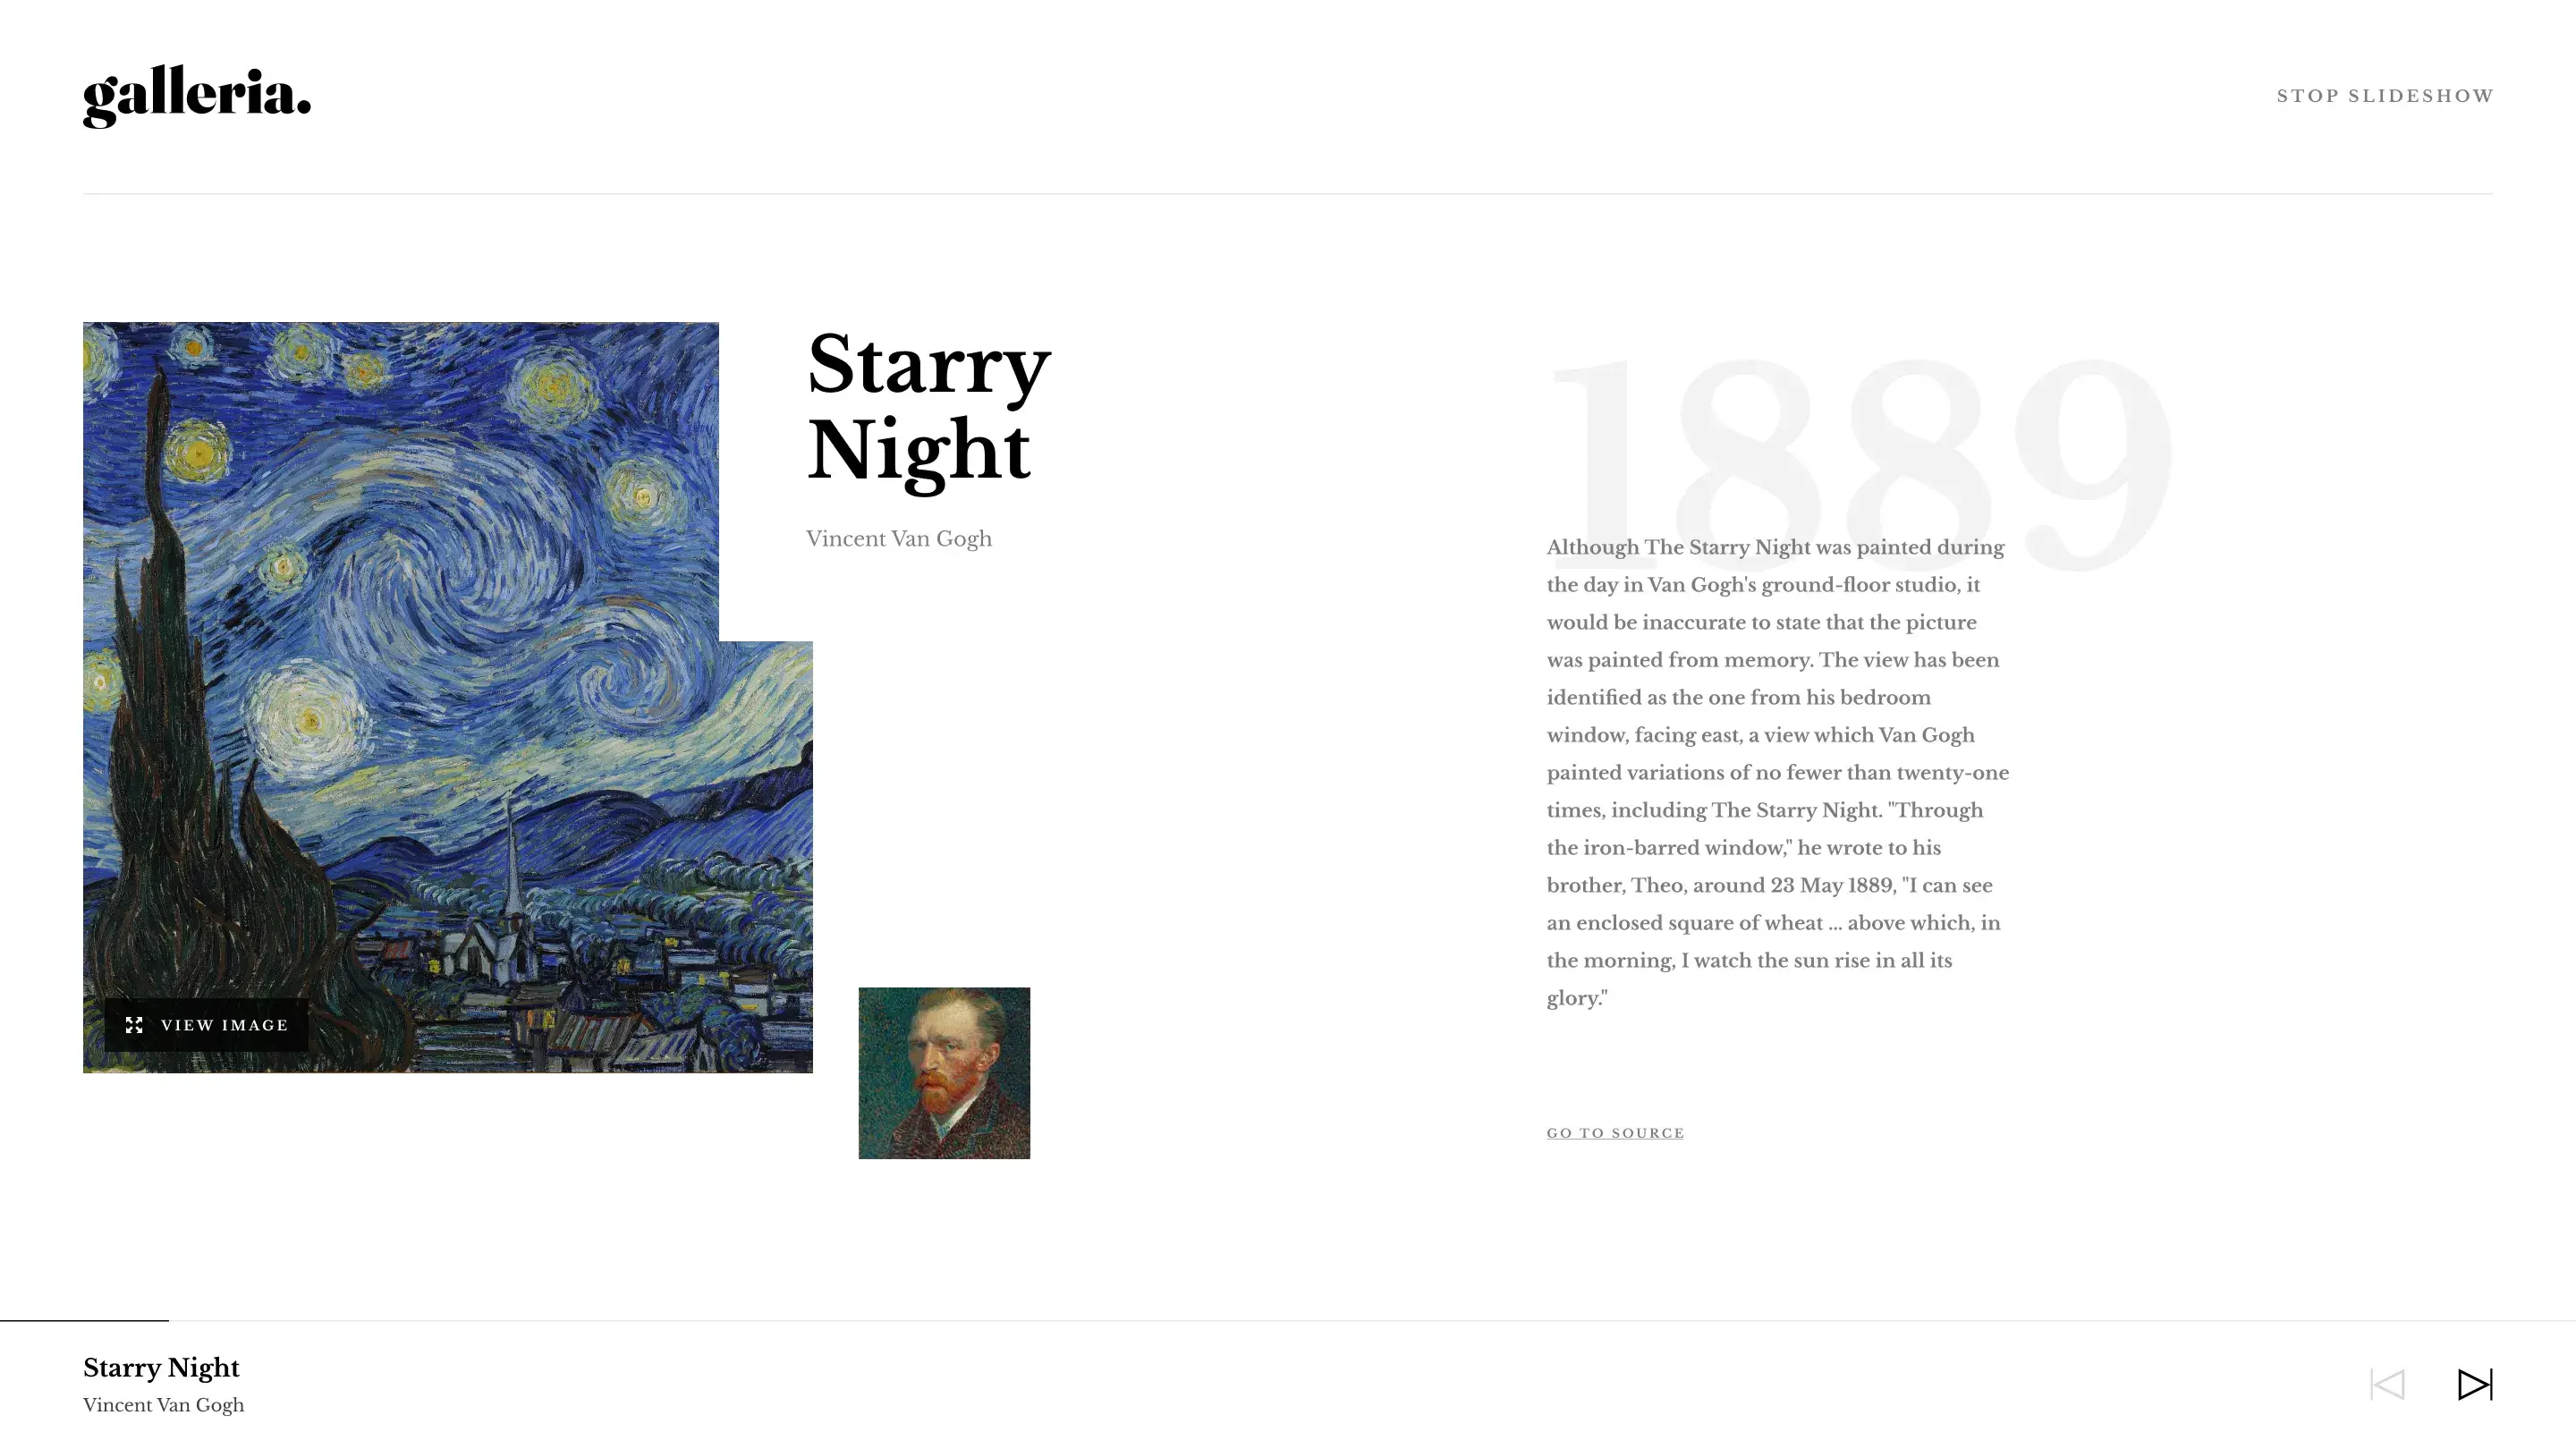 galleria.
STOP SLIDESHOW
Starry
Night
Vincent Van Gogh
1889
Although The Starry Night was painted during
the day in Van Gogh's ground-floor studio, it
would be inaccurate to state that the picture
was painted from memory. The view has been
identified as the one from his bedroom
window, facing east, a view which Van Gogh
painted variations of no fewer than twenty-one
times, including The Starry Night. "Through
the iron-barred window," he wrote to his
brother, Theo, around 23 May 1889, "I can see
an enclosed square of wheat ... above which, in
the morning, I watch the sun rise in all its
glory."
VIEW IMAGE
GO TO SOURCE
Starry Night
Vincent Van Gogh